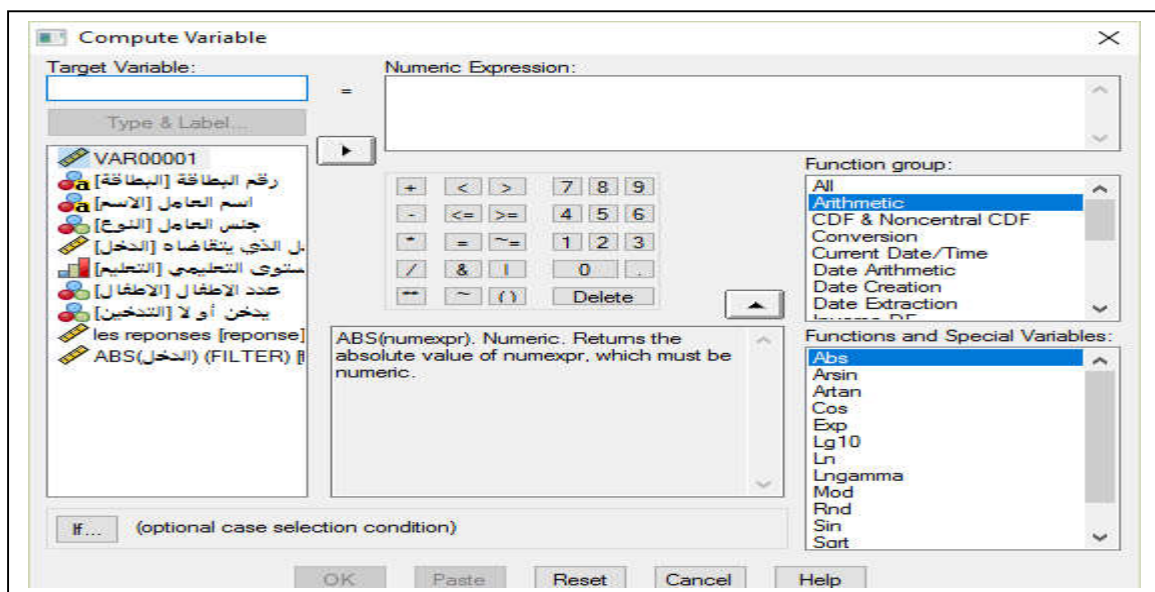 Compute Variable
Target Variable:
Numeric Expression:
=
Type & Label...
VAR00001
رقم البطاقة [البطاقة]
اسم العامل [الاسم]
جنس العامل [النوع]
ل الذي يتقاضاه [الدخل]
ستوى التعليمي [التعليم]
عدد الاطفال [الاطفال]
يدخن أو لا [التدخين]
les reponses [reponse]
ABS(الدخل) (FILTER) [f
+ < > 7 8 9
- <= >= 4 5 6
* = ~= 1 2 3
/ & | 0 .
** ~ () Delete
Function group:
All
Arithmetic
CDF & Noncentral CDF
Conversion
Current Date/Time
Date Arithmetic
Date Creation
Date Extraction
Inverse DF
ABS(numexpr). Numeric. Returns the
absolute value of numexpr, which must be
numeric.
Functions and Special Variables:
Abs
Arsin
Artan
Cos
Exp
Lg10
Ln
Lngamma
Mod
Rnd
Sin
Sqrt
If... (optional case selection condition)
OK Paste Reset Cancel Help